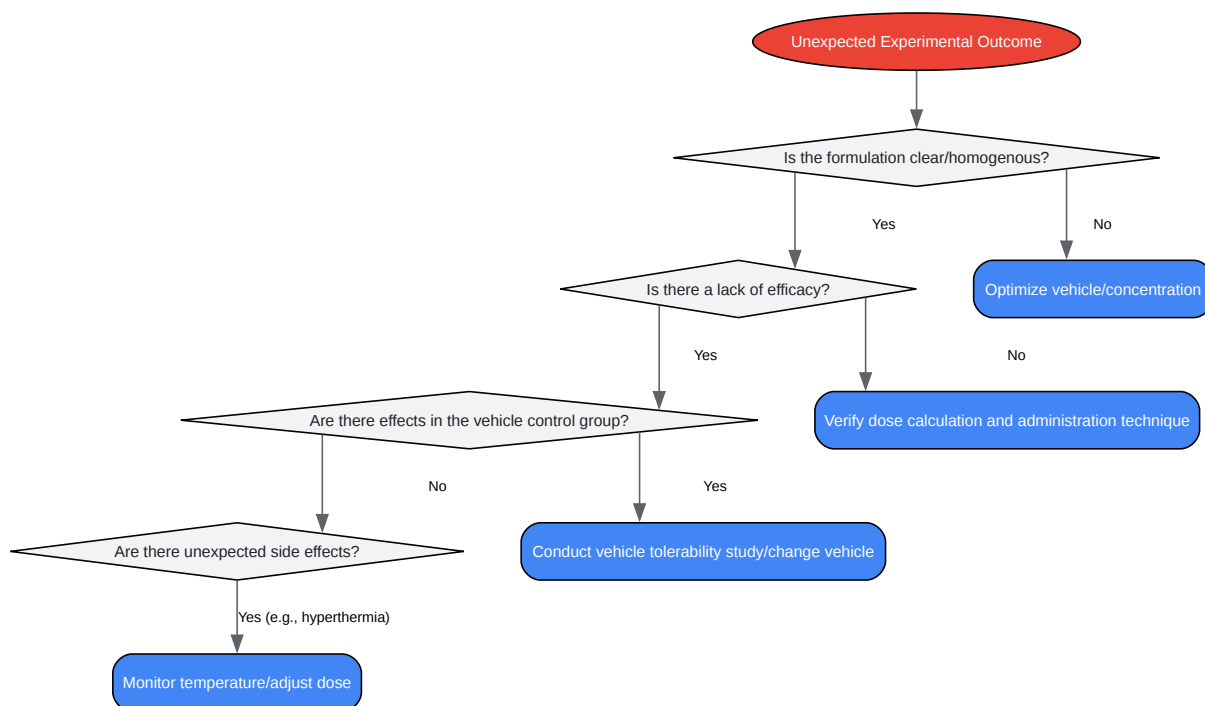 Unexpected Experimental Outcome
Is the formulation clear/homogenous?
Yes
No
Is there a lack of efficacy?
Optimize vehicle/concentration
Yes
No
Are there effects in the vehicle control group?
Verify dose calculation and administration technique
No
Yes
Are there unexpected side effects?
Conduct vehicle tolerability study/change vehicle
Yes (e.g., hyperthermia)
Monitor temperature/adjust dose